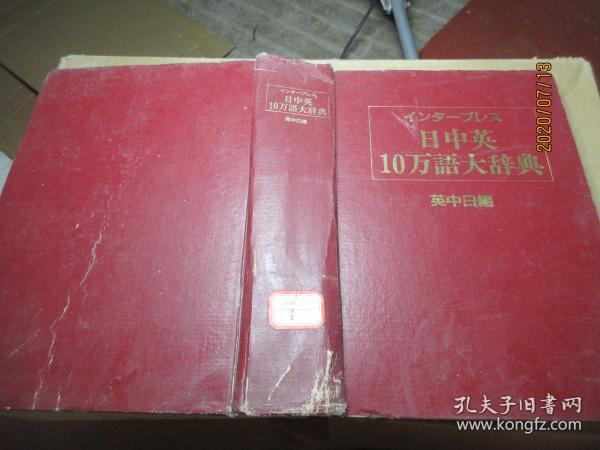 インタープレス
日中英
10万語大辞典
英中日編
インタープレス
日中英
10万語大辞典
英中日編
2020/07/13
孔夫子旧书网
www.kongfz.com